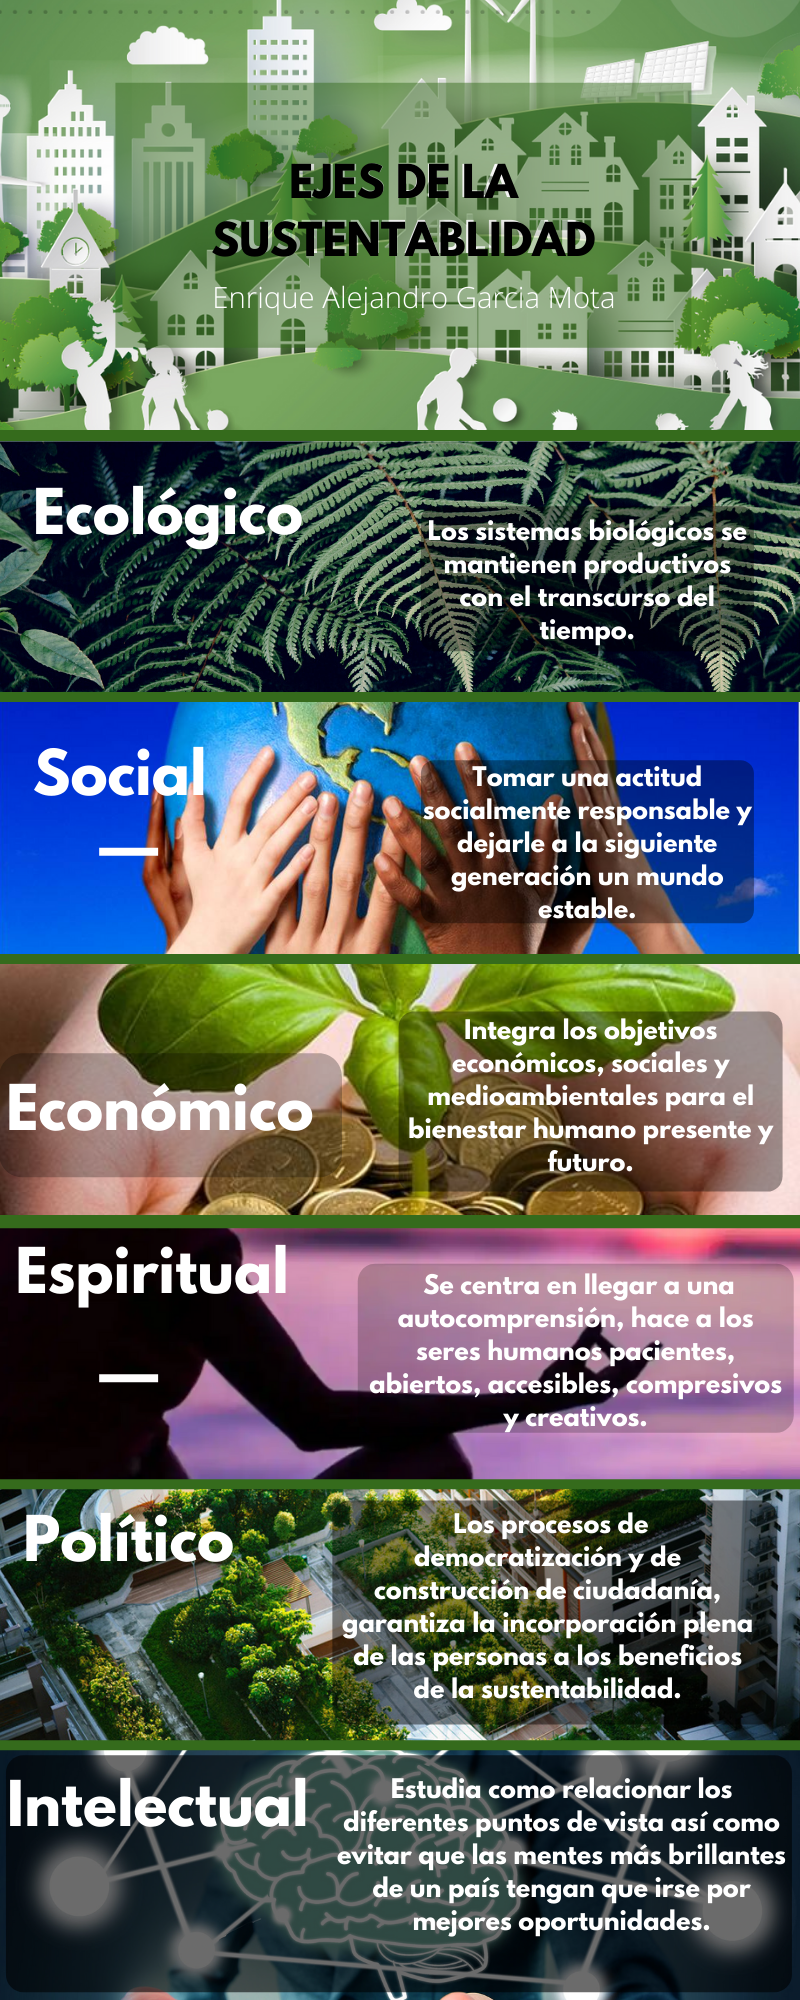 EJES DE LA
SUSTENTABLIDAD
Enrique Alejandro Garcia Mota
Ecológico
Los sistemas biológicos se
mantienen productivos
con el transcurso del
tiempo.
Social
Tomar una actitud
socialmente responsable y
dejarle a la siguiente
generación un mundo
estable.
Económico
Integra los objetivos
económicos, sociales y
medioambientales para el
bienestar humano presente y
futuro.
Espiritual
Se centra en llegar a una
autocomprensión, hace a los
seres humanos pacientes,
abiertos, accesibles, compresivos
y creativos.
Político
Los procesos de
democratización y de
construcción de ciudadanía,
garantiza la incorporación plena
de las personas a los beneficios
de la sustentabilidad.
Intelectual
Estudia como relacionar los
diferentes puntos de vista así como
evitar que las mentes más brillantes
de un país tengan que irse por
mejores oportunidades.